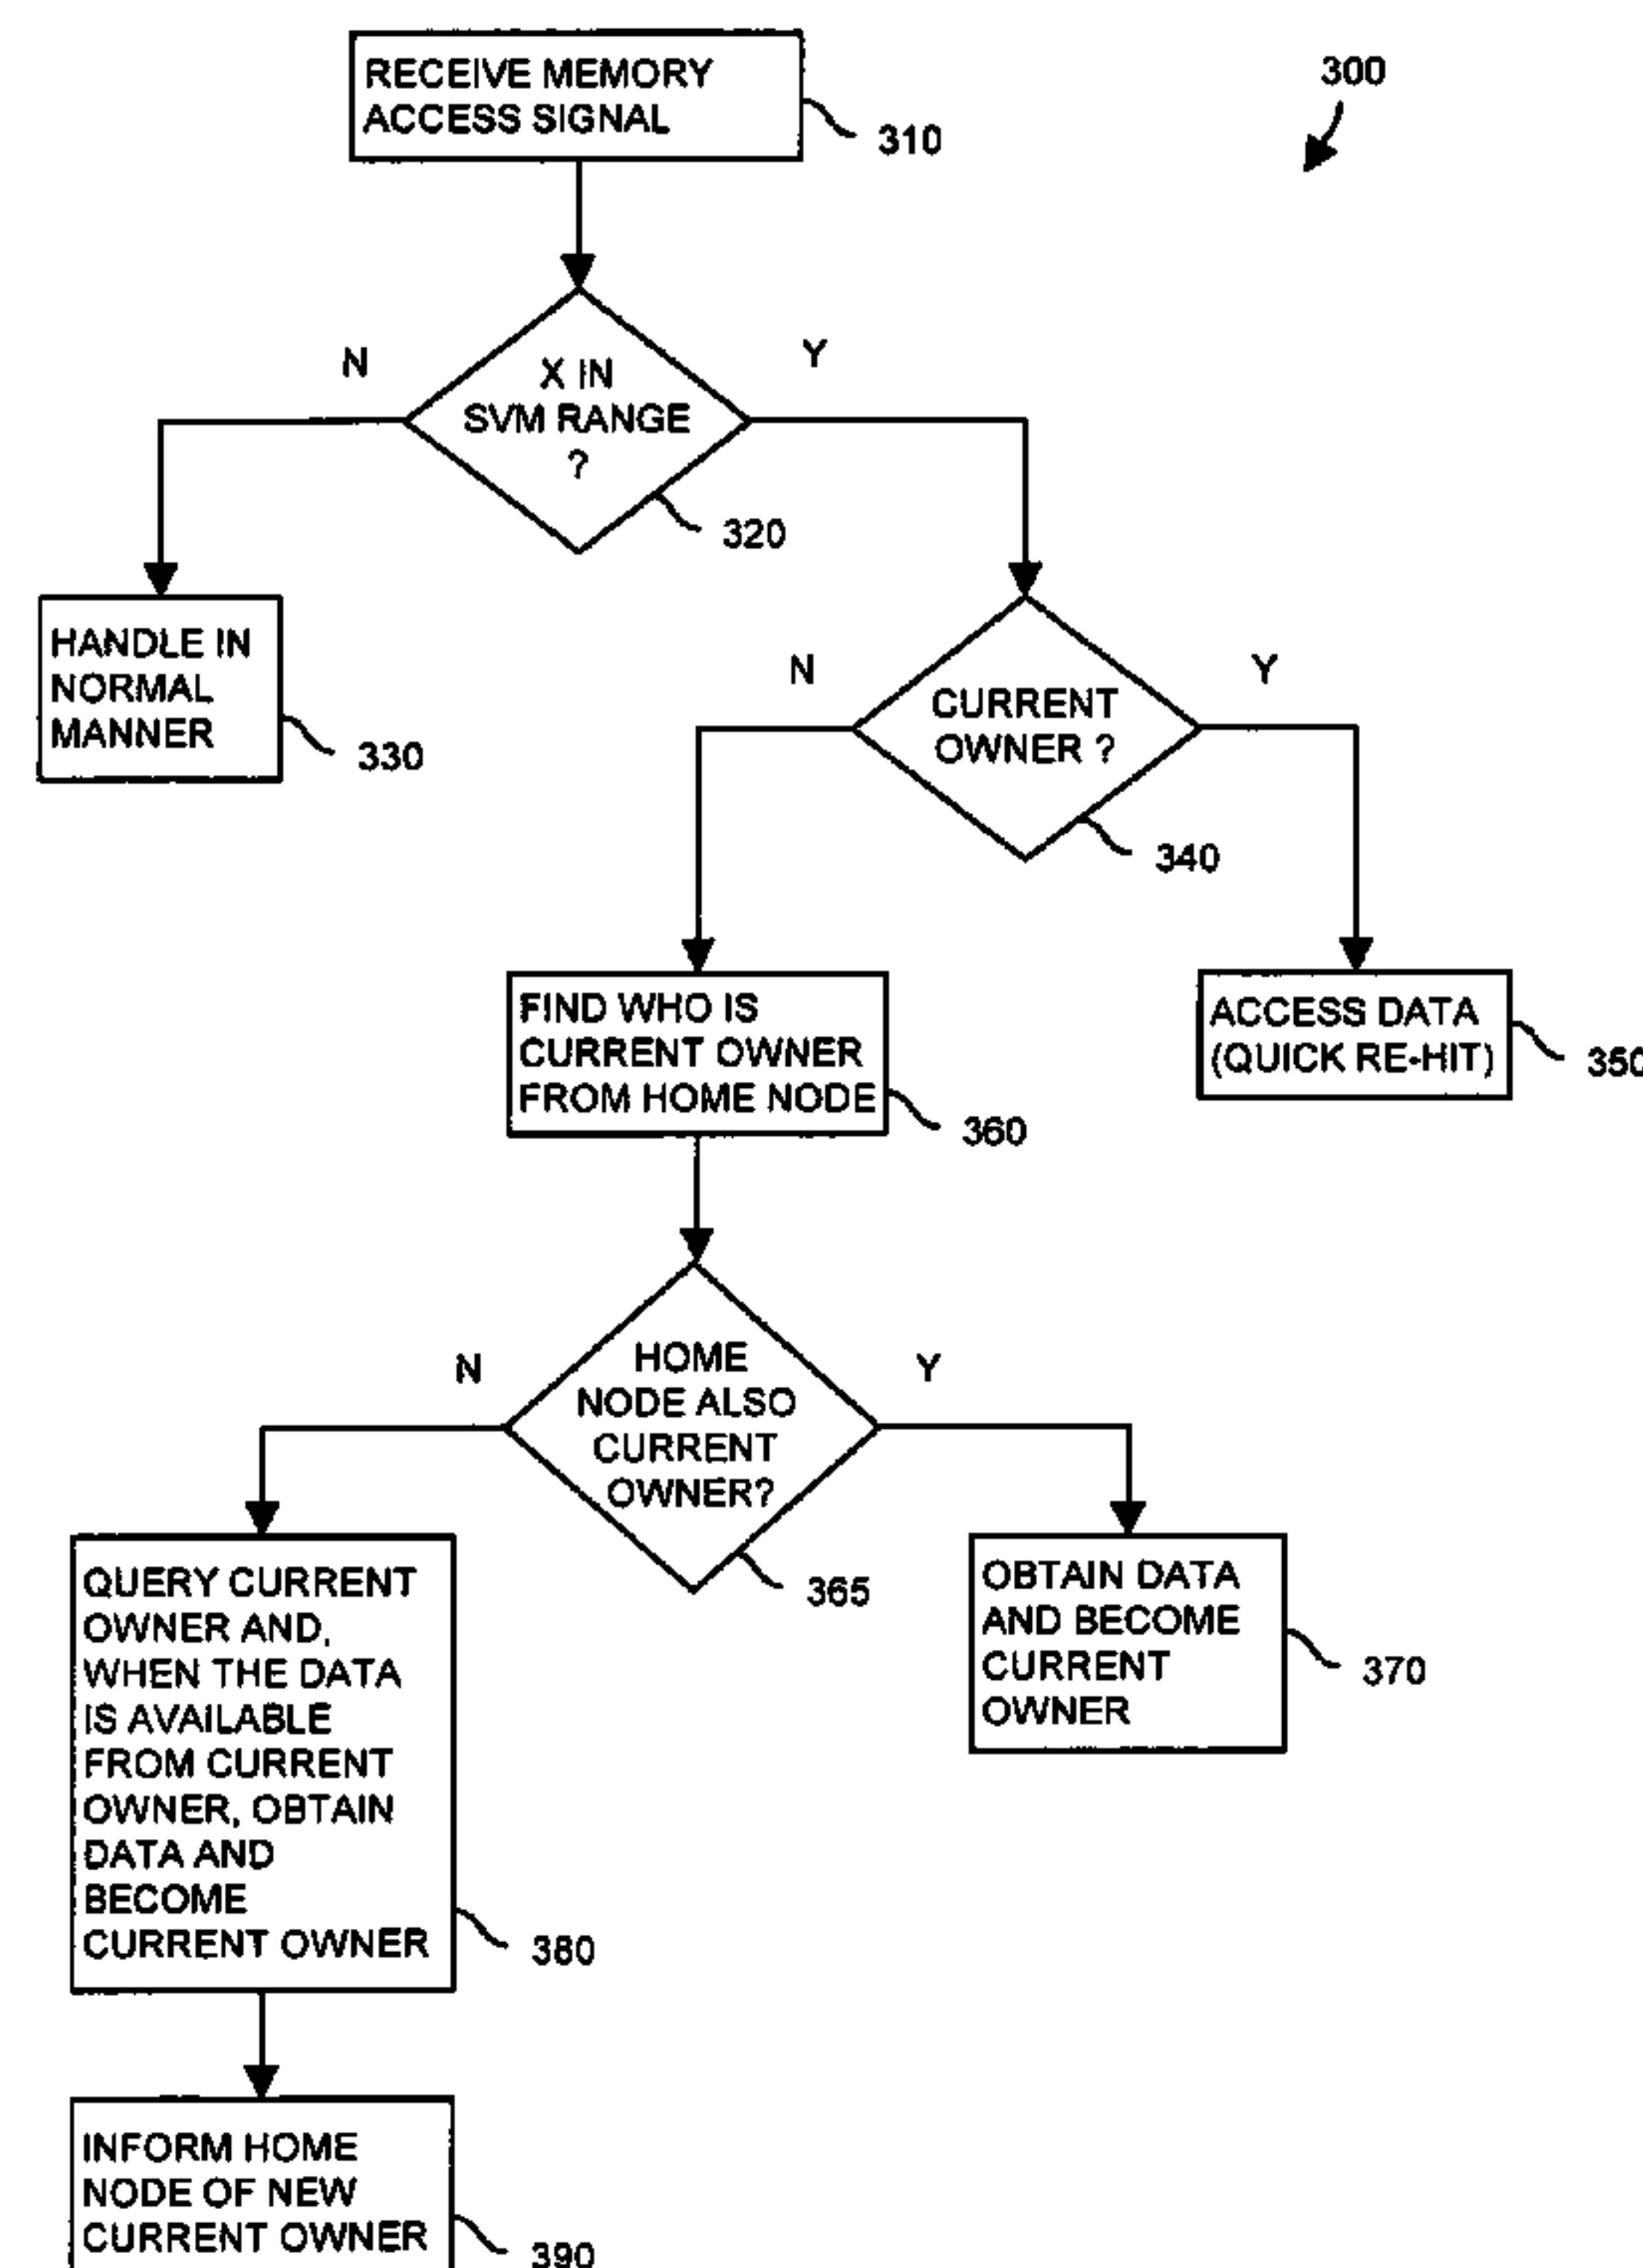 RECEIVE MEMORY
ACCESS SIGNAL
310
300
N
Y
X IN
SVM RANGE
?
320
HANDLE IN
NORMAL
MANNER
330
N
Y
CURRENT
OWNER ?
340
FIND WHO IS
CURRENT OWNER
FROM HOME NODE
360
ACCESS DATA
(QUICK RE-HIT)
350
N
Y
HOME
NODE ALSO
CURRENT
OWNER?
365
QUERY CURRENT
OWNER AND,
WHEN THE DATA
IS AVAILABLE
FROM CURRENT
OWNER, OBTAIN
DATA AND
BECOME
CURRENT OWNER
380
OBTAIN DATA
AND BECOME
CURRENT
OWNER
370
INFORM HOME
NODE OF NEW
CURRENT OWNER
390